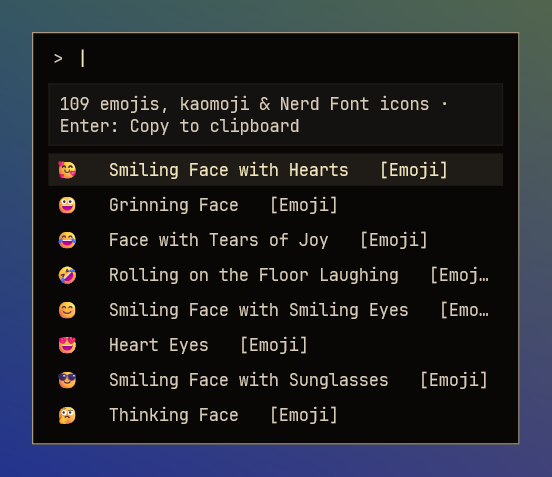 >
109 emojis, kaomoji & Nerd Font icons ·
Enter: Copy to clipboard
🥰 Smiling Face with Hearts [Emoji]
😀 Grinning Face [Emoji]
😂 Face with Tears of Joy [Emoji]
🤣 Rolling on the Floor Laughing [Emoj…
😊 Smiling Face with Smiling Eyes [Emo…
😍 Heart Eyes [Emoji]
😎 Smiling Face with Sunglasses [Emoji]
🤔 Thinking Face [Emoji]